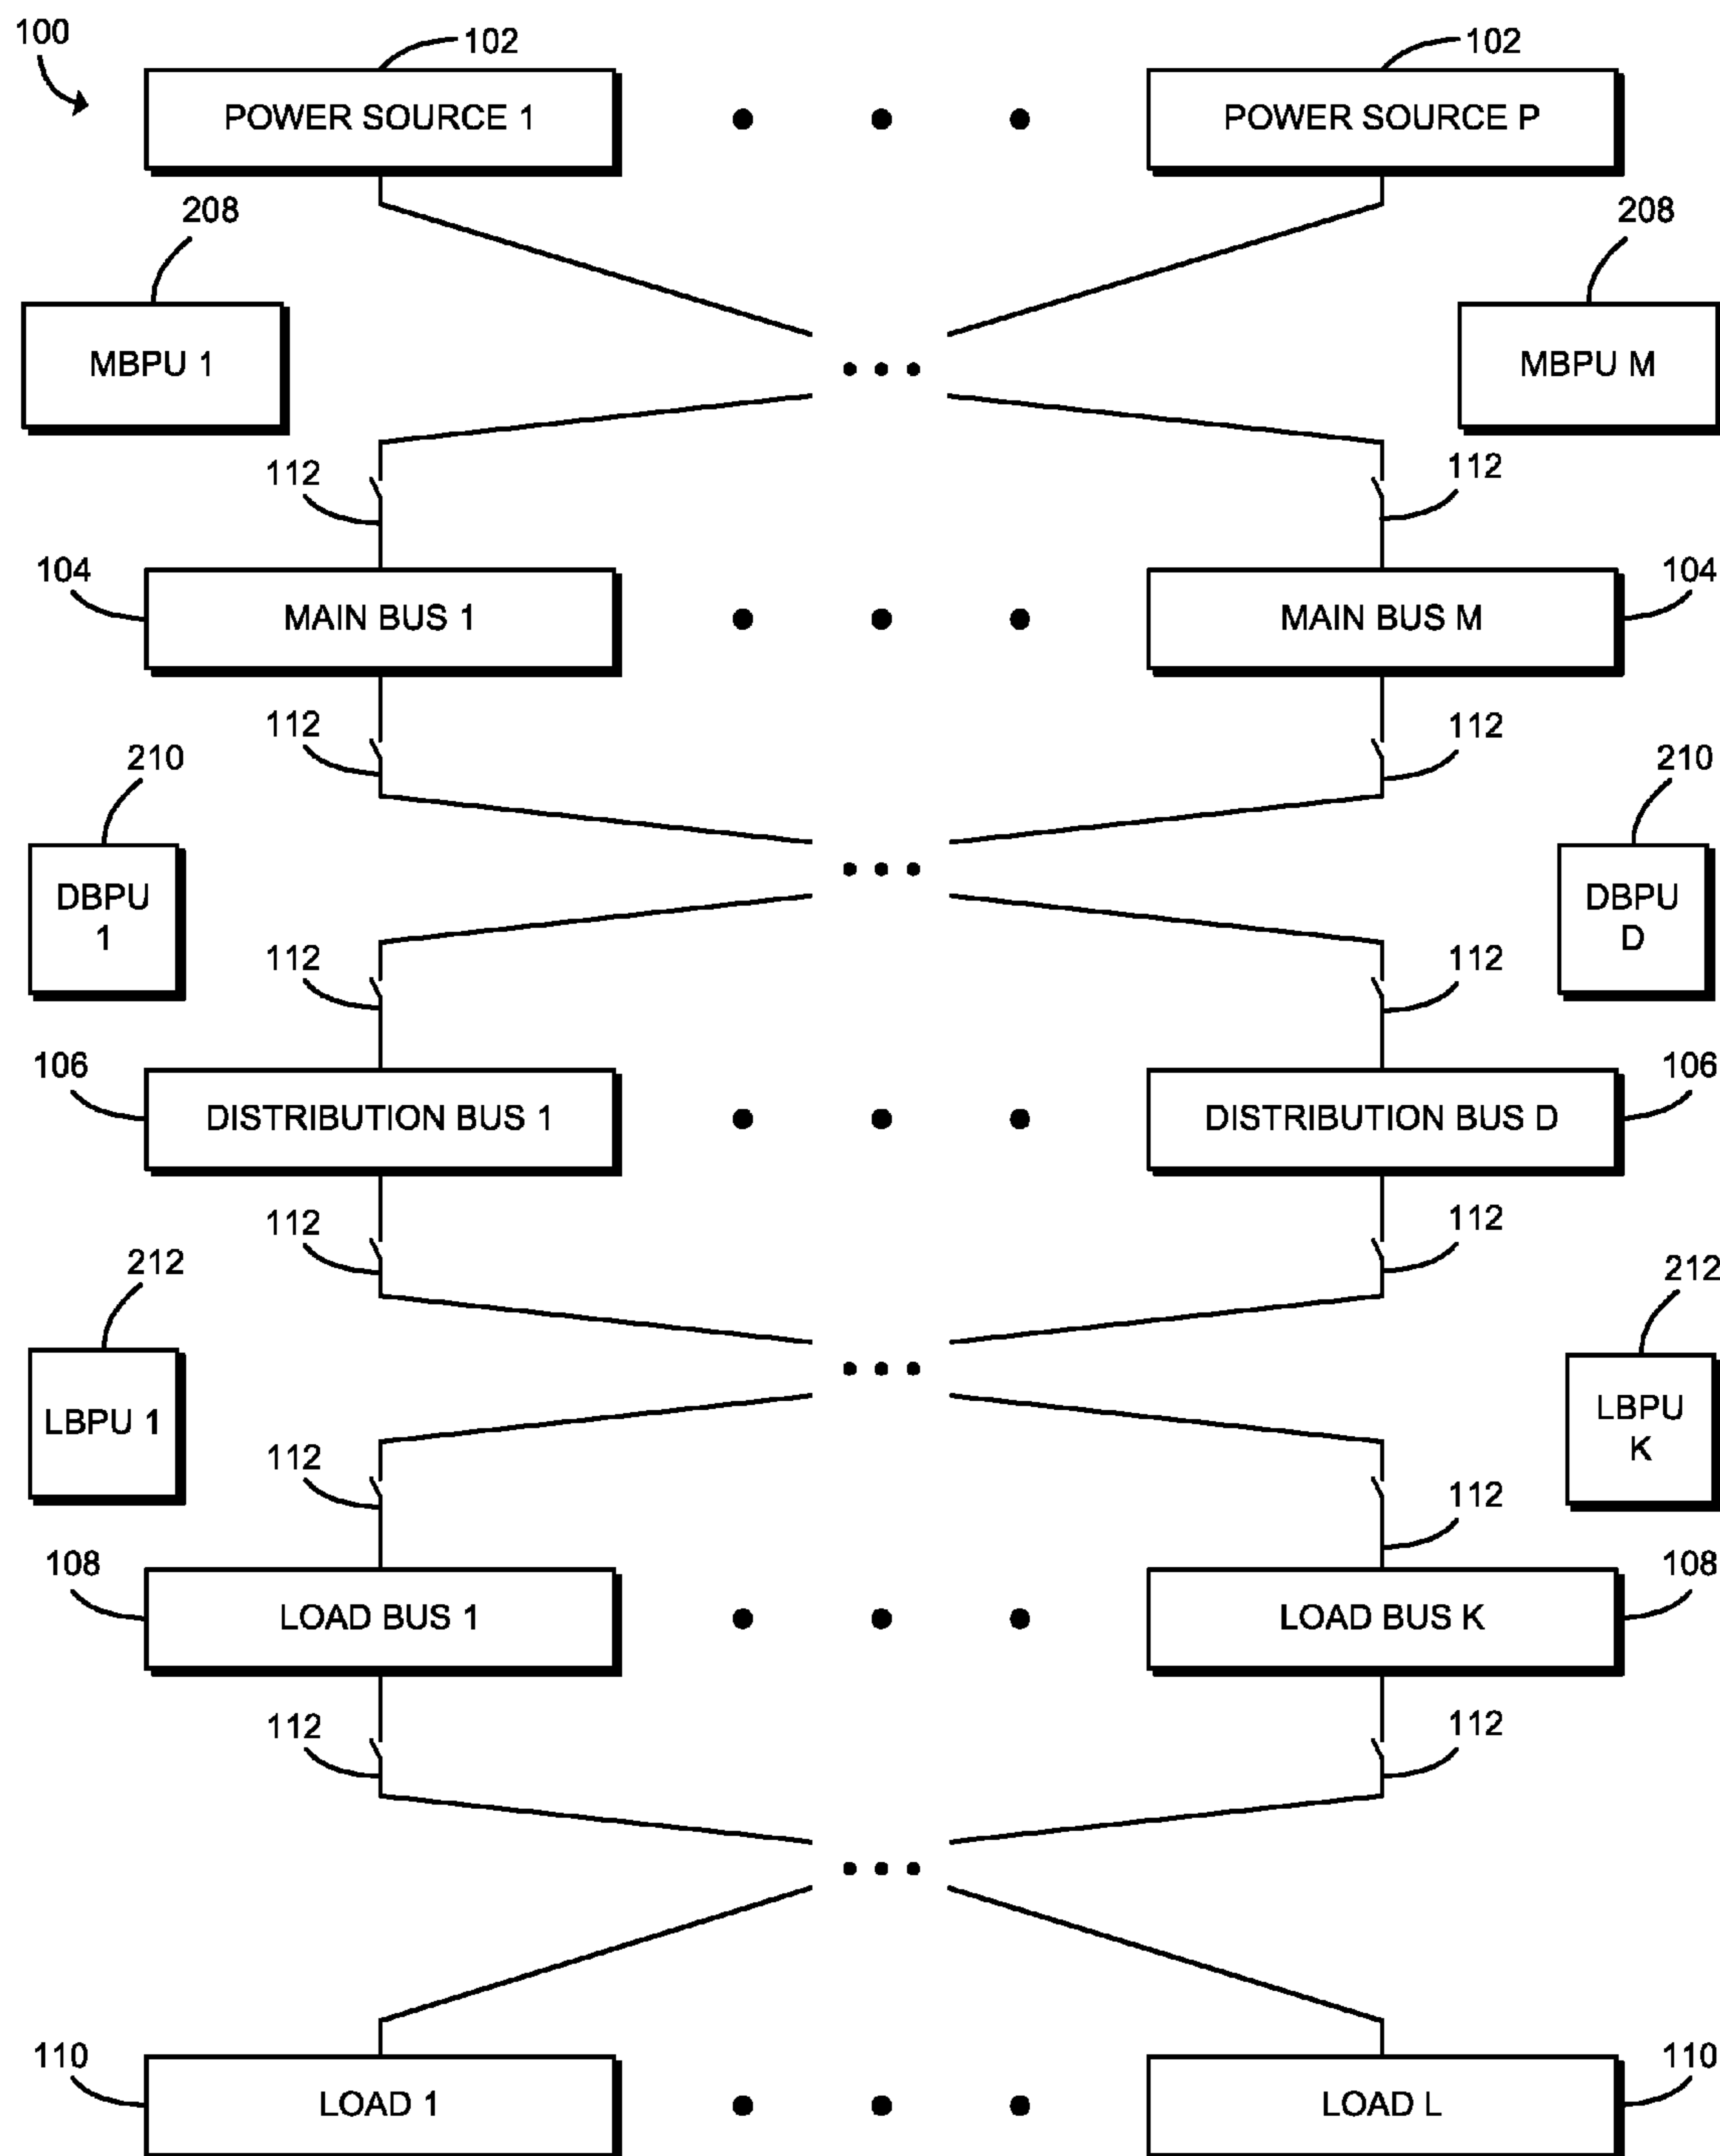 100
102
102
POWER SOURCE 1
POWER SOURCE P
208
208
MBPU 1
MBPU M
112
112
104
104
MAIN BUS 1
MAIN BUS M
112
112
210
210
DBPU
1
DBPU
D
112
112
106
106
DISTRIBUTION BUS 1
DISTRIBUTION BUS D
112
112
212
212
LBPU 1
LBPU
K
112
112
108
108
LOAD BUS 1
LOAD BUS K
112
112
110
110
LOAD 1
LOAD L